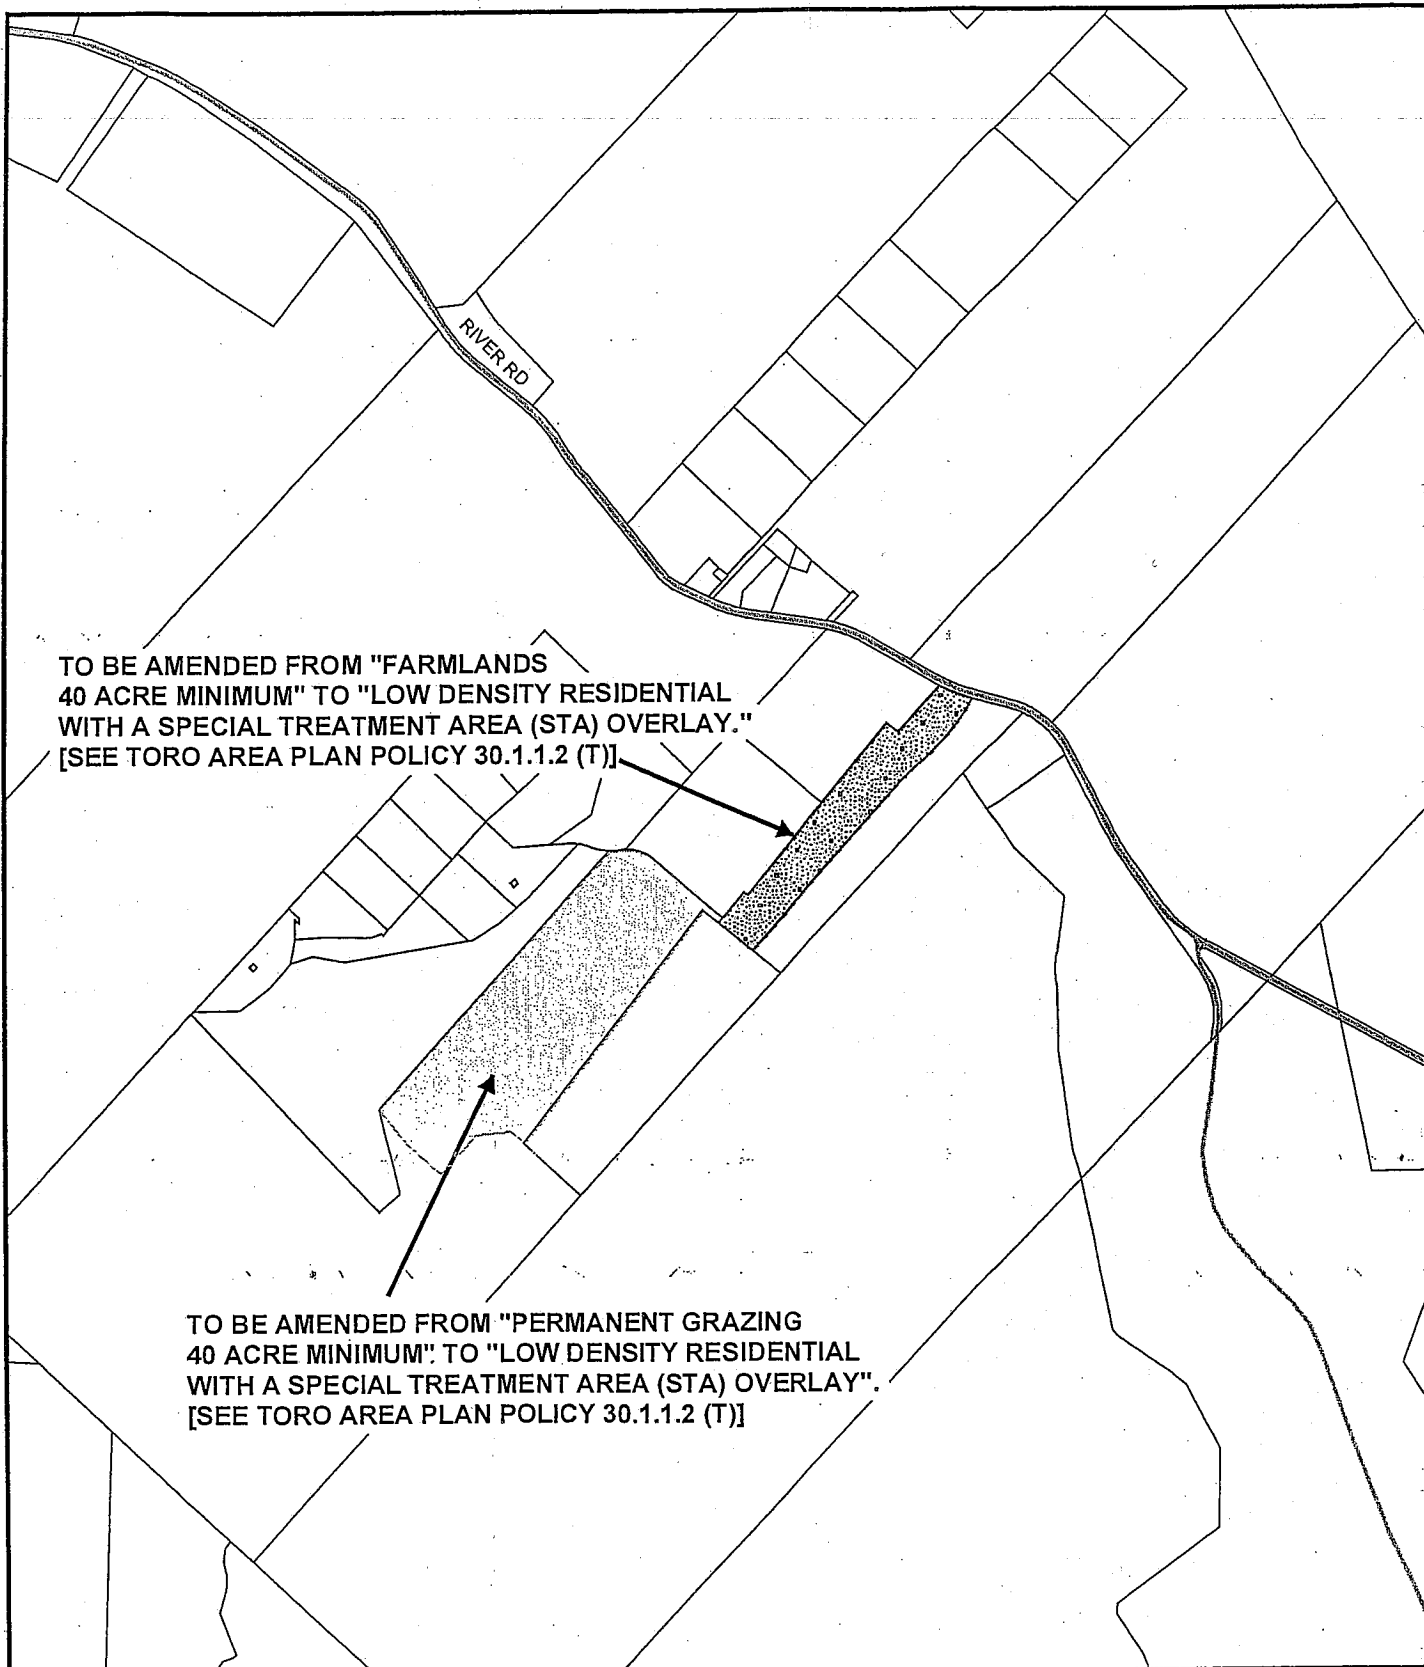 RIVER RD
TO BE AMENDED FROM "FARMLANDS
40 ACRE MINIMUM" TO "LOW DENSITY RESIDENTIAL
WITH A SPECIAL TREATMENT AREA (STA) OVERLAY."
[SEE TORO AREA PLAN POLICY 30.1.1.2 (T)]
TO BE AMENDED FROM "PERMANENT GRAZING
40 ACRE MINIMUM". TO "LOW DENSITY RESIDENTIAL
WITH A SPECIAL TREATMENT AREA (STA) OVERLAY".
[SEE TORO AREA PLAN POLICY 30.1.1.2 (T)]